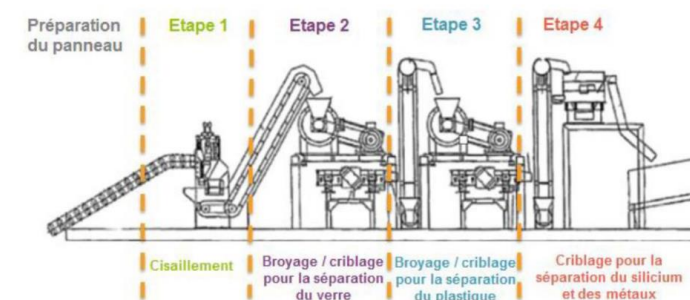 Préparation
du panneau
Etape 1
Etape 2
Etape 3
Etape 4
Cisaillement
Broyage / criblage
pour la séparation
du verre
Broyage / criblage
pour la séparation
du plastique
Criblage pour la
séparation du silicium
et des métaux